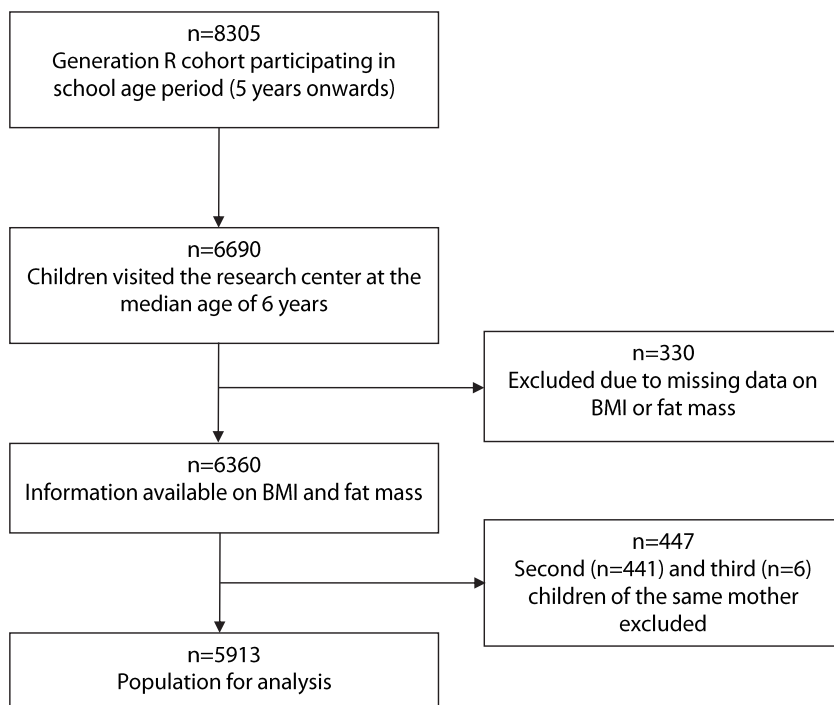 n=8305
Generation R cohort participating in
school age period (5 years onwards)
n=6690
Children visited the research center at the
median age of 6 years
n=330
Excluded due to missing data on
BMI or fat mass
n=6360
Information available on BMI and fat mass
n=447
Second (n=441) and third (n=6)
children of the same mother
excluded
n=5913
Population for analysis